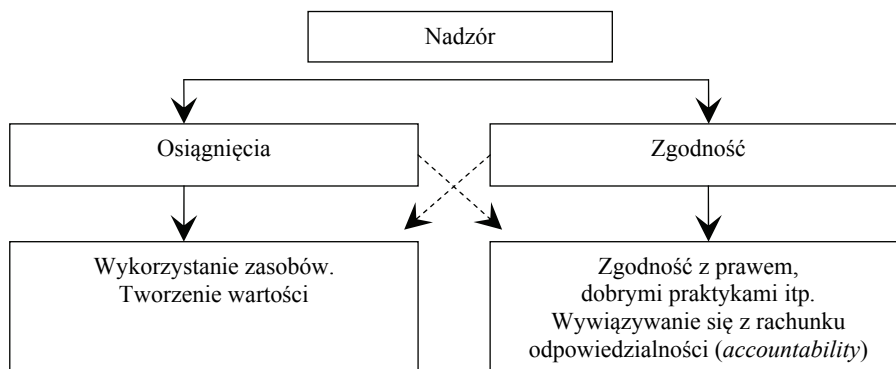 Nadzór
Osiągnięcia
Zgodność
Wykorzystanie zasobów.
Tworzenie wartości
Zgodność z prawem,
dobrymi praktykami itp.
Wywiązywanie się z rachunku
odpowiedzialności (accountability)